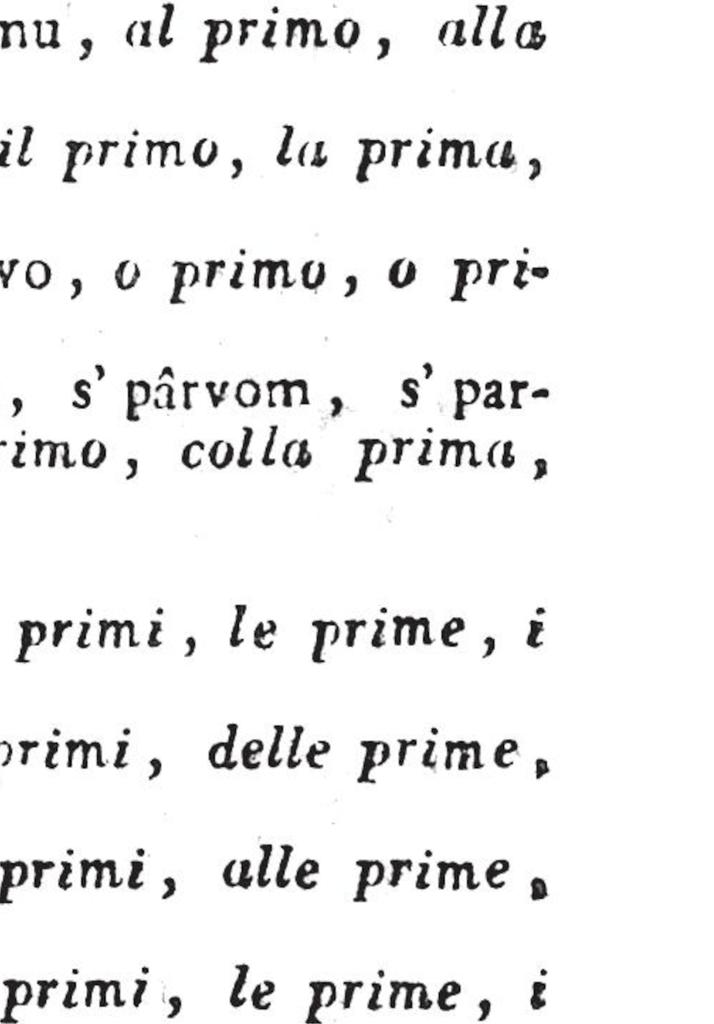 nu, al primo, alla
il primo, la prima,
vo, o primo, o pri-
, s' pârvom, s' par-
rimo, colla prima,
primi, le prime, i
primi, delle prime,
primi, alle prime,
primi, le prime, i